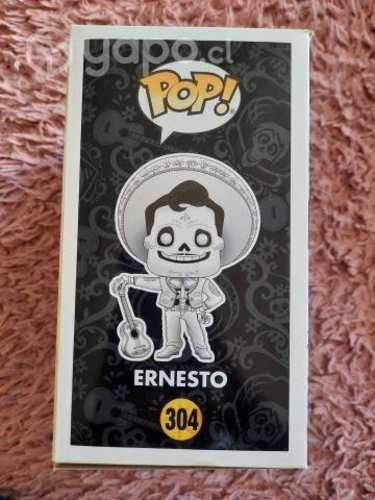 yapo.cl
POP!
ERNESTO
304